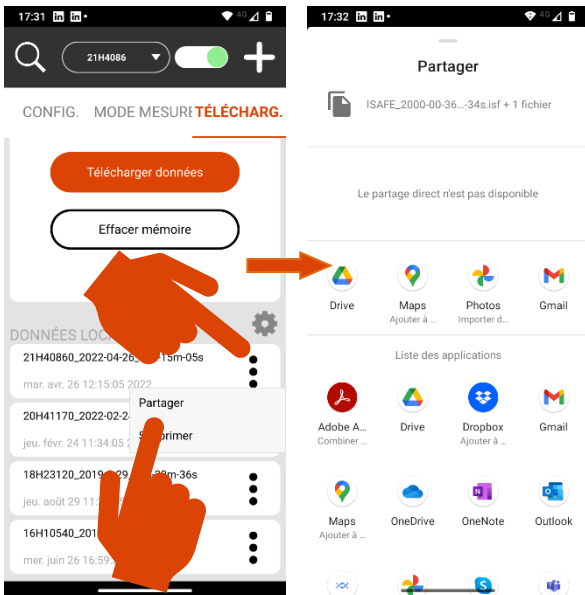 17:31
4G
21H4086
CONFIG. MODE MESURE TÉLÉCHARG.
Télécharger données
Effacer mémoire
DONNÉES
21H40860_2022-04-26 15m-05s
mar. avr. 26 12:15:05 2022
Partager
20H41170_2022-02-2
jeu. févr. 24 11:34:05
primer
18H23120_2019 29 m-36s
jeu. août 29 11:
16H10540_201
mer. juin 26 16:59
17:32
4G
Partager
ISAFE_2000-00-36...-34s.isf + 1 fichier
Le partage direct n'est pas disponible
Drive Maps Photos Gmail
Ajouter à ... Importer d...
Liste des applications
Adobe A... Drive Dropbox Gmail
Combiner ... Ajouter à ...
Maps OneDrive OneNote Outlook
Ajouter à ...